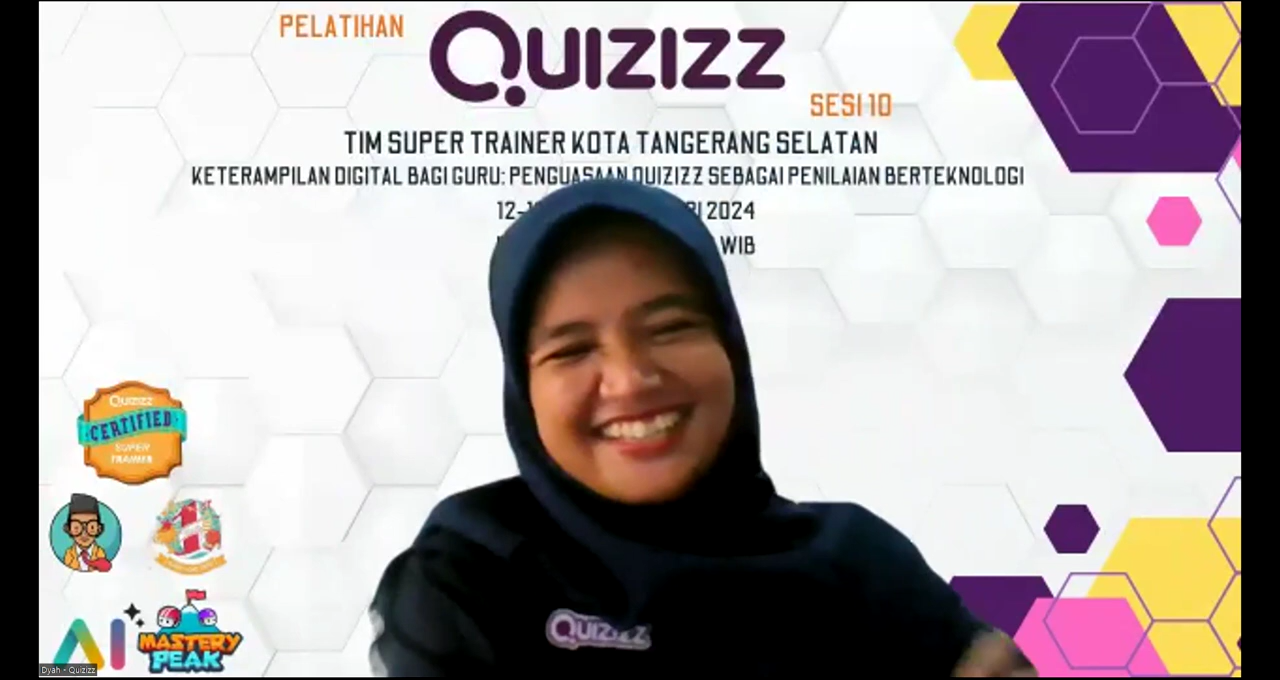 PELATIHAN
QUIZIZZ
SESI 10
TIM SUPER TRAINER KOTA TANGERANG SELATAN
KETERAMPILAN DIGITAL BAGI GURU: PENGUASAAN QUIZIZZ SEBAGAI PENILAIAN BERTEKNOLOGI
2024
WIB
QUIZIZZ
CERTIFIED
SUPER
TRAINER
AI
MASTERY
PEAK
QUIZIZZ
Dyah - Quizizz